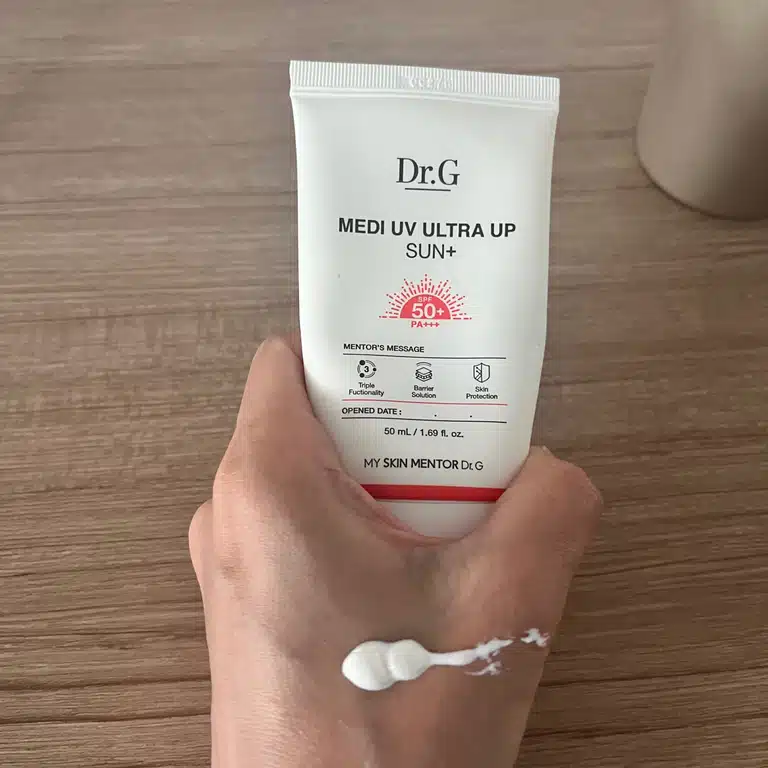 Dr.G
MEDI UV ULTRA UP
SUN+
SPF
50+
PA+++
MENTOR'S MESSAGE
3
Triple Barrier Skin
Fuctionality Solution Protection
OPENED DATE : . .
50 mL / 1.69 fl. oz.
MY SKIN MENTOR Dr.G